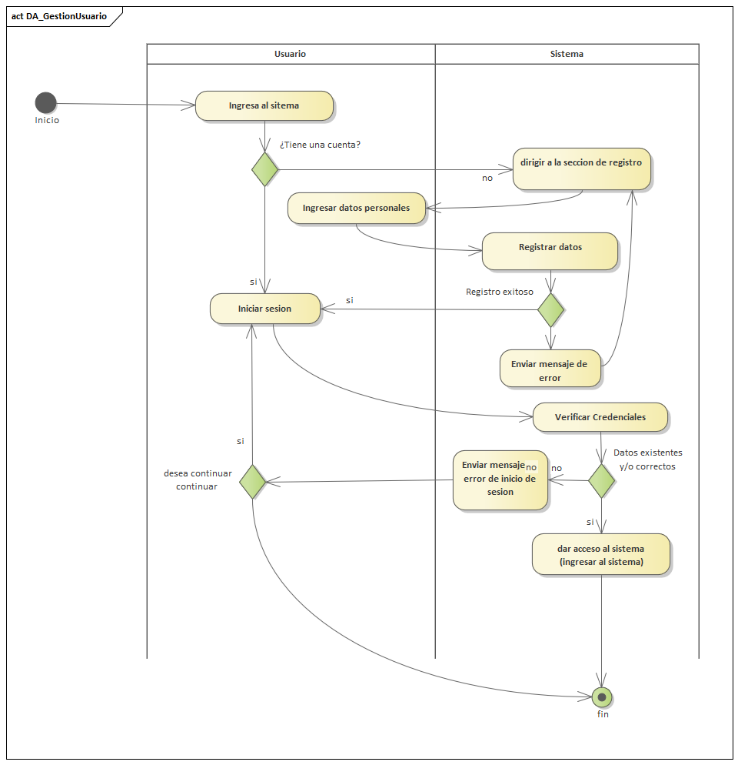 act DA_GestionUsuario
Usuario
Sistema
Inicio
Ingresa al sitema
¿Tiene una cuenta?
no
dirigir a la seccion de registro
Ingresar datos personales
Registrar datos
si
Registro exitoso
si
Iniciar sesion
Enviar mensaje de
error
Verificar Credenciales
si
Datos existentes
y/o correctos
desea continuar
continuar
Enviar mensaje
error de inicio de
sesion
no
no
si
dar acceso al sistema
(ingresar al sistema)
fin